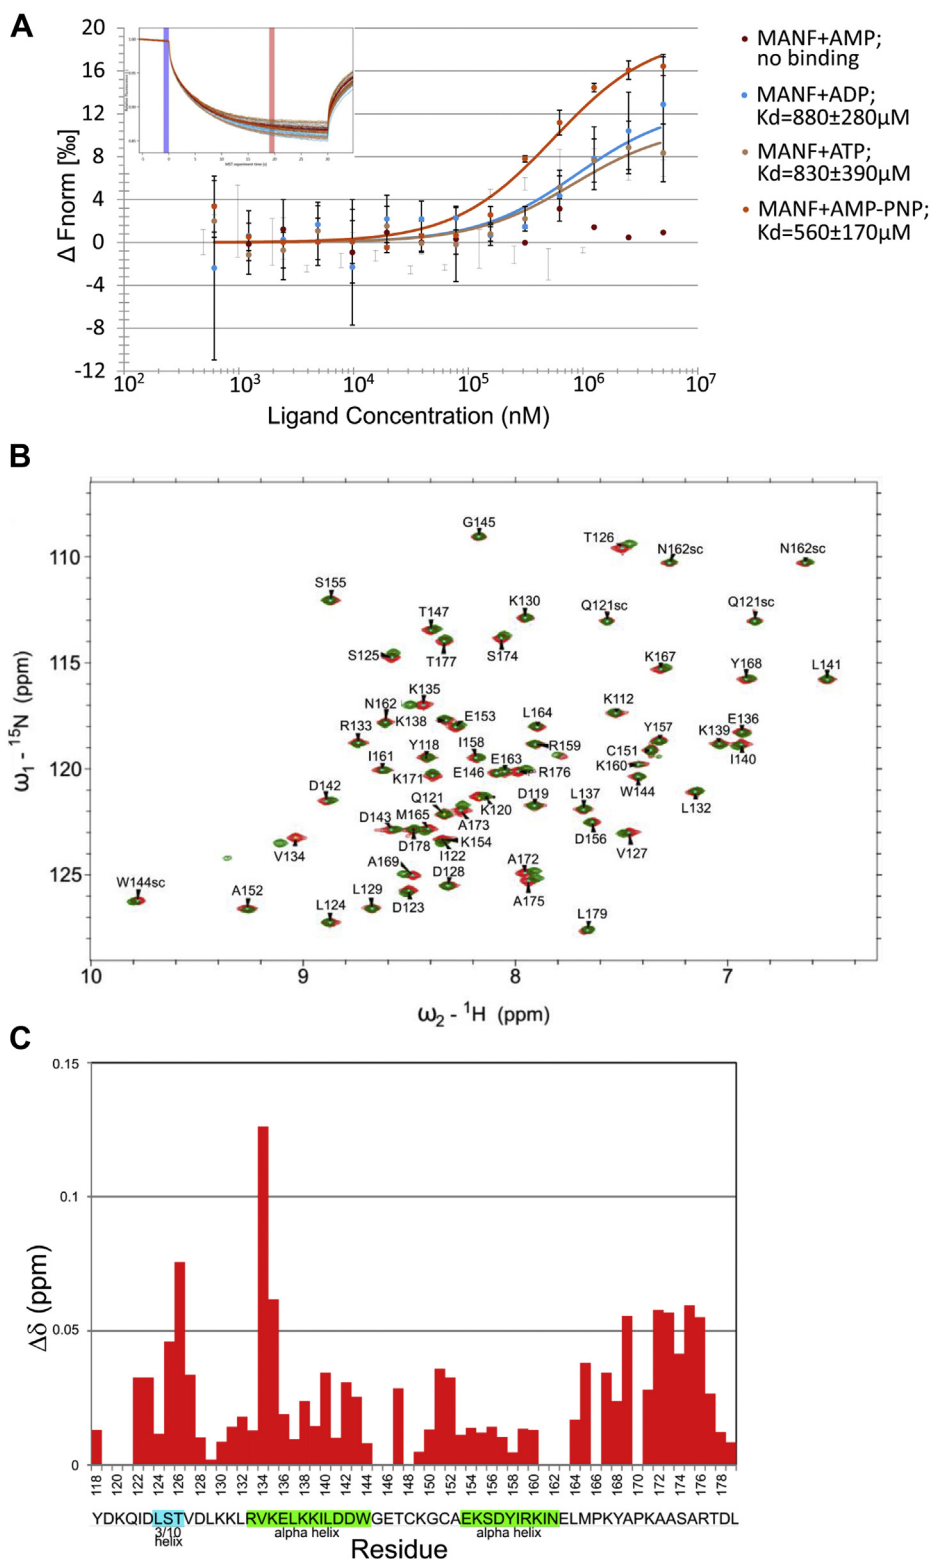 A
20
16
12
8
4
0
-4
-8
-12
Δ Fnorm [‰]
10² 10³ 10⁴ 10⁵ 10⁶ 10⁷
Ligand Concentration (nM)
MANF+AMP;
no binding
MANF+ADP;
Kd=880±280µM
MANF+ATP;
Kd=830±390µM
MANF+AMP-PNP;
Kd=560±170µM
B
G145
T126
N162sc
N162sc
S155
K130
Q121sc
Q121sc
T147
S125
T177
S174
K167
Y168
L141
K135
N162
K138
E153
L164
K112
E136
R133
Y118
I158
R159
Y157
K139
C151
I140
I161
K171
E146
E163
R176
K160
W144
D142
Q121
K120
D119
L137
L132
D143
M165
A173
D156
D178
K154
V127
V134
I122
A169
D128
A172
W144sc
A152
L129
D123
A175
L124
L179
110
115
120
125
ω₁ - ¹⁵N (ppm)
10 9 8 7
ω₂ - ¹H (ppm)
C
0.15
0.1
0.05
0
Δδ (ppm)
118 120 122 124 126 128 130 132 134 136 138 140 142 144 146 148 150 152 154 156 158 160 162 164 166 168 170 172 174 176 178
YDKQIDLSTVDLKKLRVKELKKILDDWGETCKGCAEKSDYIRKINELMPKYAPKAASARTDL
3/10
helix
alpha helix
alpha helix
Residue